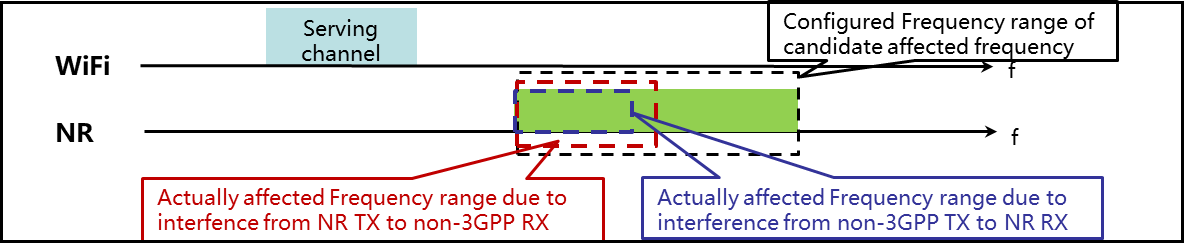 Serving
channel
Configured Frequency range of
candidate affected frequency
WiFi
f
NR
f
Actually affected Frequency range due to
interfence from NR TX to non-3GPP RX
Actually affected Frequency range due to
interference from non-3GPP TX to NR RX